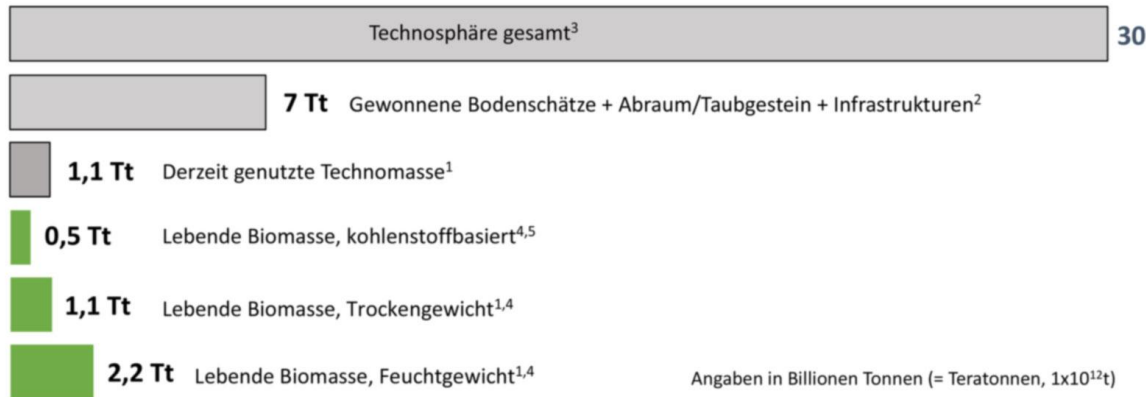 Technosphäre gesamt³ 30
7 Tt Gewonnene Bodenschätze + Abraum/Taubgestein + Infrastrukturen²
1,1 Tt Derzeit genutzte Technomasse¹
0,5 Tt Lebende Biomasse, kohlenstoffbasiert⁴,⁵
1,1 Tt Lebende Biomasse, Trockengewicht¹,⁴
2,2 Tt Lebende Biomasse, Feuchtgewicht¹,⁴
Angaben in Billionen Tonnen (= Teratonnen, 1x10¹²t)